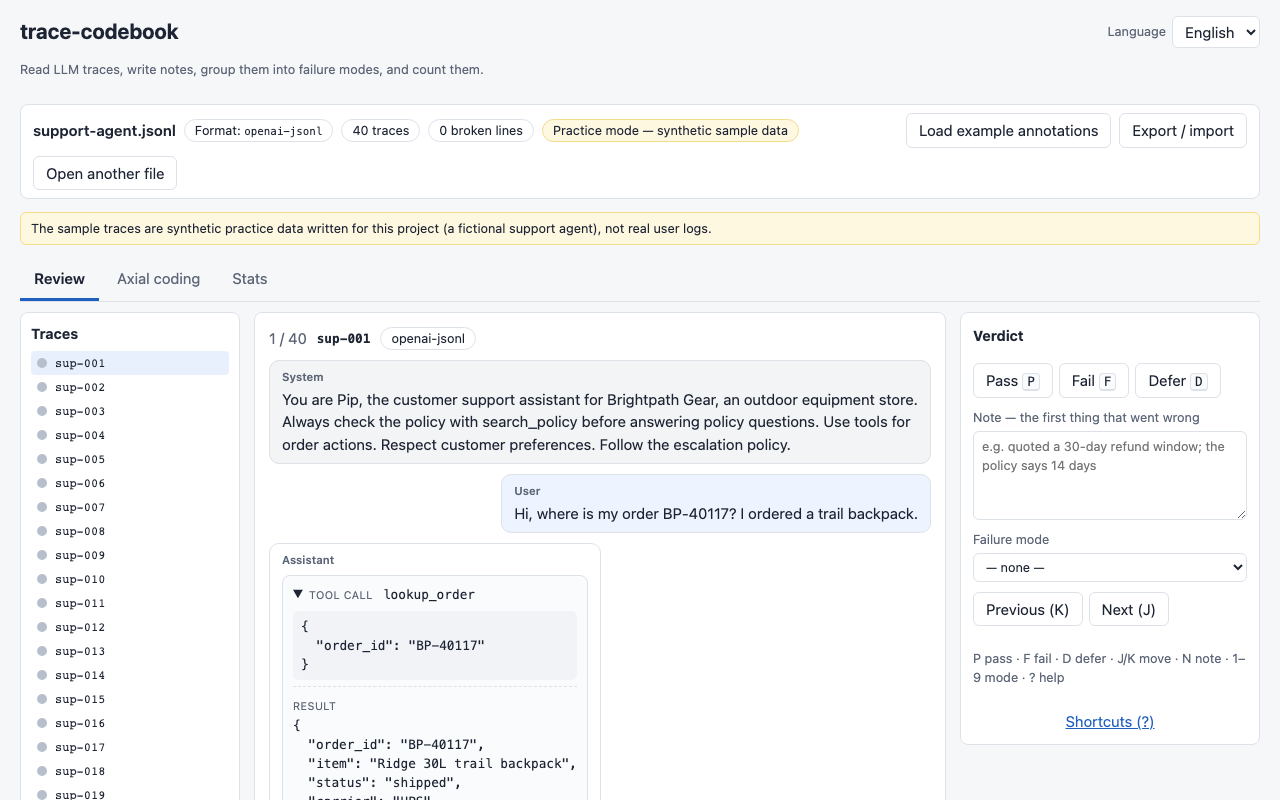 trace-codebook
Language
English
Read LLM traces, write notes, group them into failure modes, and count them.
support-agent.jsonl
Format: openai-jsonl
40 traces
0 broken lines
Practice mode — synthetic sample data
Load example annotations
Export / import
Open another file
The sample traces are synthetic practice data written for this project (a fictional support agent), not real user logs.
Review
Axial coding
Stats
Traces
sup-001
sup-002
sup-003
sup-004
sup-005
sup-006
sup-007
sup-008
sup-009
sup-010
sup-011
sup-012
sup-013
sup-014
sup-015
sup-016
sup-017
sup-018
sup-019
1 / 40 sup-001 openai-jsonl
System
You are Pip, the customer support assistant for Brightpath Gear, an outdoor equipment store.
Always check the policy with search_policy before answering policy questions. Use tools for
order actions. Respect customer preferences. Follow the escalation policy.
User
Hi, where is my order BP-40117? I ordered a trail backpack.
Assistant
▼ TOOL CALL lookup_order
{
"order_id": "BP-40117"
}
RESULT
{
"order_id": "BP-40117",
"item": "Ridge 30L trail backpack",
"status": "shipped",
"carrier": "UPS"
Verdict
Pass P
Fail F
Defer D
Note — the first thing that went wrong
e.g. quoted a 30-day refund window; the
policy says 14 days
Failure mode
— none —
Previous (K)
Next (J)
P pass · F fail · D defer · J/K move · N note · 1–
9 mode · ? help
Shortcuts (?)